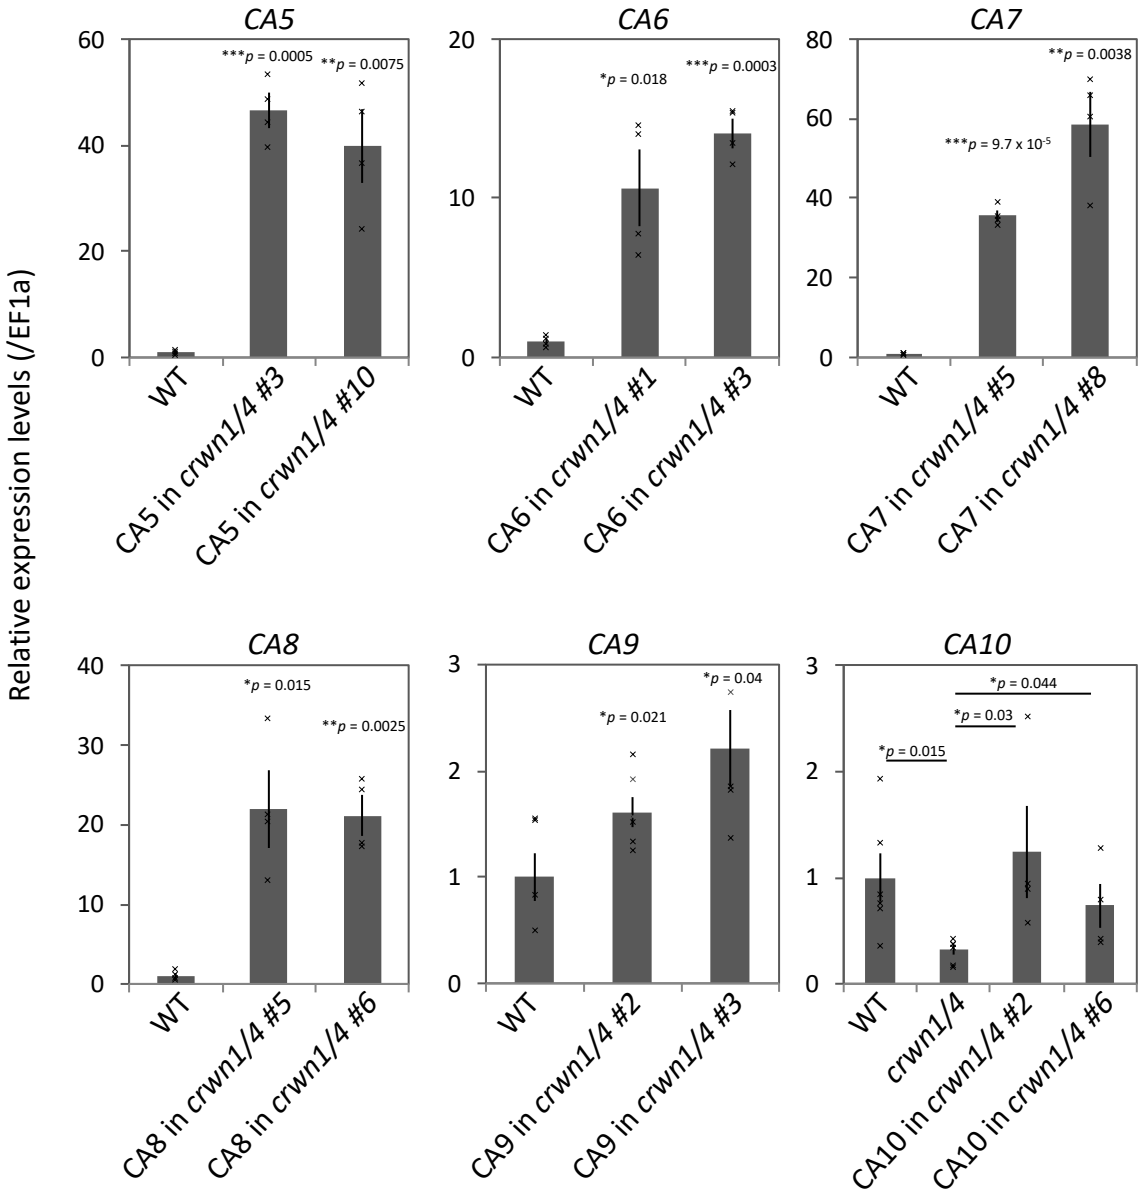 Relative expression levels (/EF1a)
CA5
60
40
20
0
***p = 0.0005
**p = 0.0075
WT
CA5 in crwn1/4 #3
CA5 in crwn1/4 #10
CA6
20
10
0
*p = 0.018
***p = 0.0003
WT
CA6 in crwn1/4 #1
CA6 in crwn1/4 #3
CA7
80
60
40
20
0
***p = 9.7 x 10-5
**p = 0.0038
WT
CA7 in crwn1/4 #5
CA7 in crwn1/4 #8
CA8
40
30
20
10
0
*p = 0.015
**p = 0.0025
WT
CA8 in crwn1/4 #5
CA8 in crwn1/4 #6
CA9
3
2
1
0
*p = 0.021
*p = 0.04
WT
CA9 in crwn1/4 #2
CA9 in crwn1/4 #3
CA10
3
2
1
0
*p = 0.044
*p = 0.03
*p = 0.015
WT
crwn1/4
CA10 in crwn1/4 #2
CA10 in crwn1/4 #6